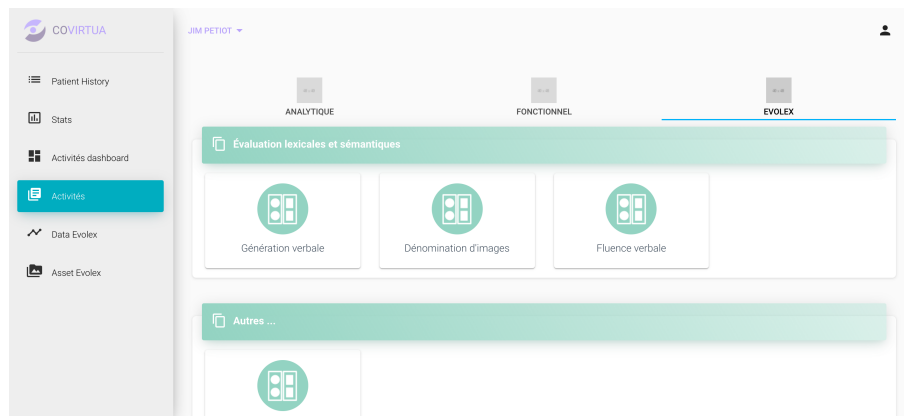 COVIRTUA
JIM PETIOT
Patient History
Stats
Activités dashboard
Activités
Data Evolex
Asset Evolex
ANALYTIQUE
FONCTIONNEL
EVOLEX
Évaluation lexicales et sémantiques
Génération verbale
Dénomination d'images
Fluence verbale
Autres ...